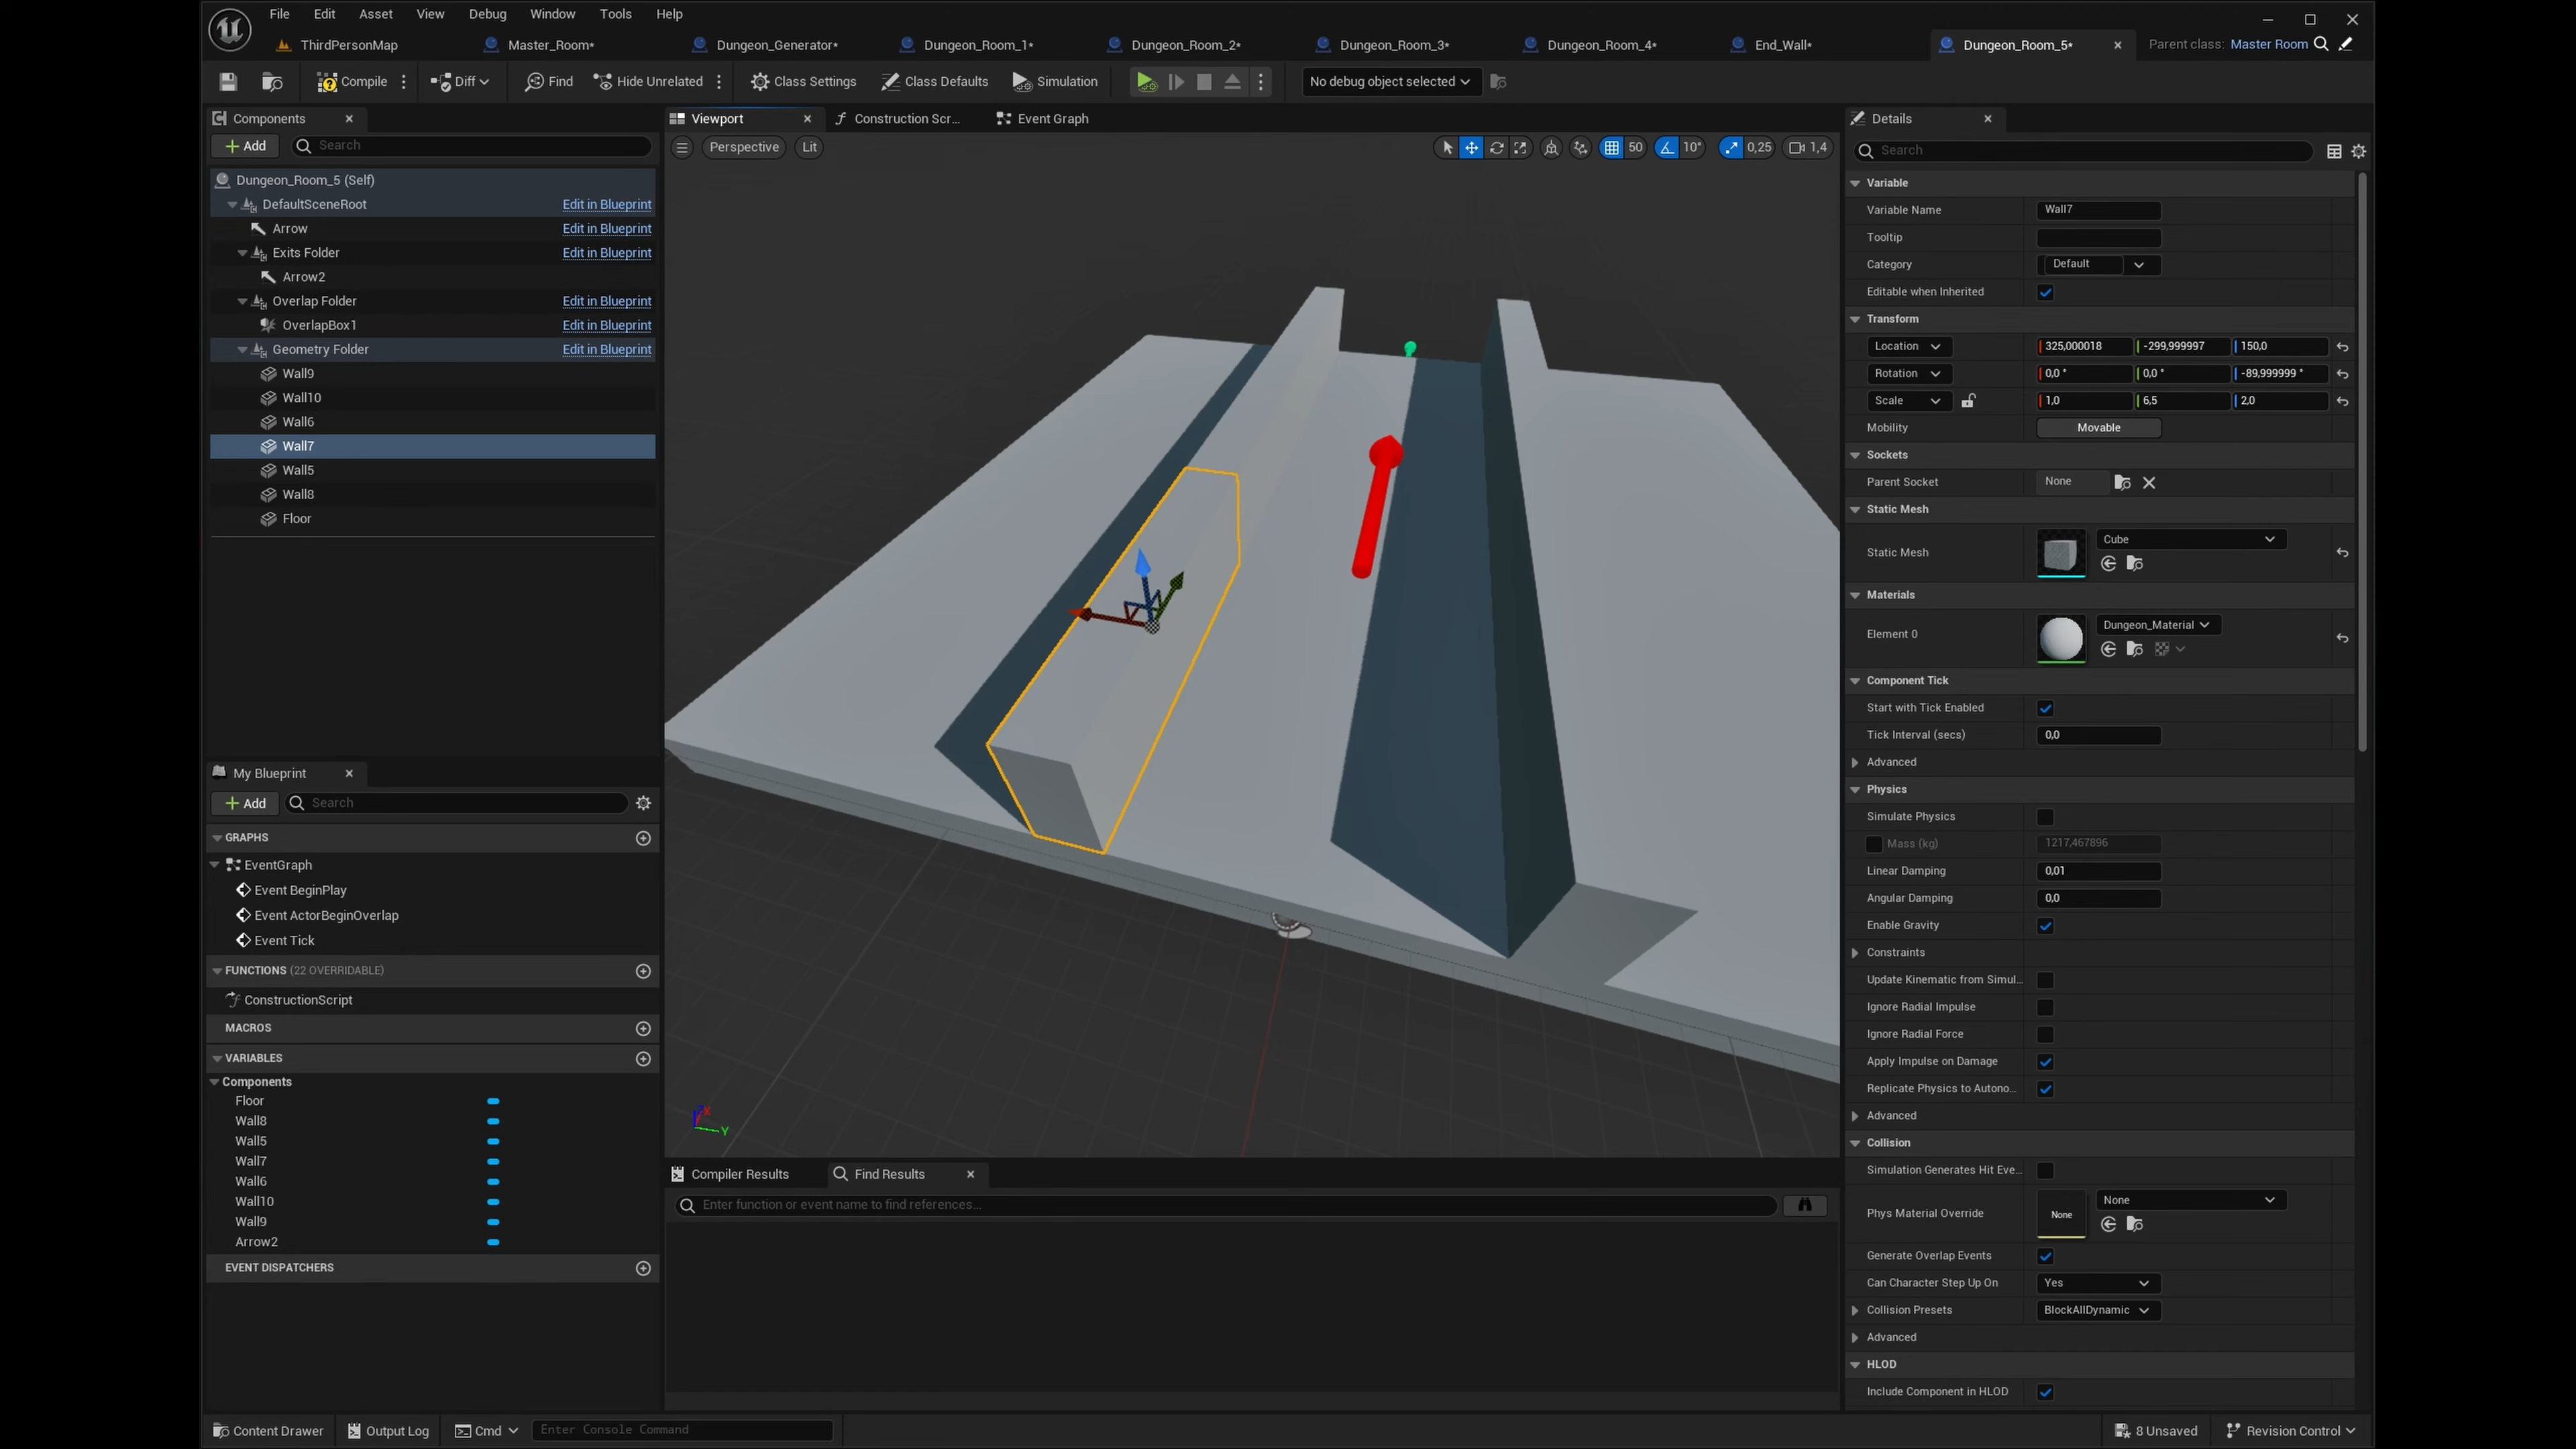 File Edit Asset View Debug Window Tools Help
ThirdPersonMap Master_Room* Dungeon_Generator* Dungeon_Room_1* Dungeon_Room_2* Dungeon_Room_3* Dungeon_Room_4* End_Wall* Dungeon_Room_5* Parent class: Master Room
Compile Diff Find Hide Unrelated Class Settings Class Defaults Simulation No debug object selected
Components
Add Search
Dungeon_Room_5 (Self)
DefaultSceneRoot Edit in Blueprint
Arrow Edit in Blueprint
Exits Folder Edit in Blueprint
Arrow2
Overlap Folder Edit in Blueprint
OverlapBox1 Edit in Blueprint
Geometry Folder Edit in Blueprint
Wall9
Wall10
Wall6
Wall7
Wall5
Wall8
Floor
My Blueprint
Add Search
GRAPHS
EventGraph
Event BeginPlay
Event ActorBeginOverlap
Event Tick
FUNCTIONS (22 OVERRIDABLE)
ConstructionScript
MACROS
VARIABLES
Components
Floor
Wall8
Wall5
Wall7
Wall6
Wall10
Wall9
Arrow2
EVENT DISPATCHERS
Viewport Construction Scr... Event Graph
Perspective Lit 50 10° 0,25 1,4
X
Y
Compiler Results Find Results
Enter function or event name to find references...
Details
Search
Variable
Variable Name Wall7
Tooltip
Category Default
Editable when Inherited
Transform
Location 325,000018 -299,999997 150,0
Rotation 0,0 ° 0,0 ° -89,999999 °
Scale 1,0 6,5 2,0
Mobility Movable
Sockets
Parent Socket None
Static Mesh
Static Mesh Cube
Materials
Element 0 Dungeon_Material
Component Tick
Start with Tick Enabled
Tick Interval (secs) 0,0
Advanced
Physics
Simulate Physics
Mass (kg) 1217,467896
Linear Damping 0,01
Angular Damping 0,0
Enable Gravity
Constraints
Update Kinematic from Simul...
Ignore Radial Impulse
Ignore Radial Force
Apply Impulse on Damage
Replicate Physics to Autono...
Advanced
Collision
Simulation Generates Hit Eve...
Phys Material Override None None
Generate Overlap Events
Can Character Step Up On Yes
Collision Presets BlockAllDynamic
Advanced
HLOD
Include Component in HLOD
Content Drawer Output Log Cmd Enter Console Command 8 Unsaved Revision Control